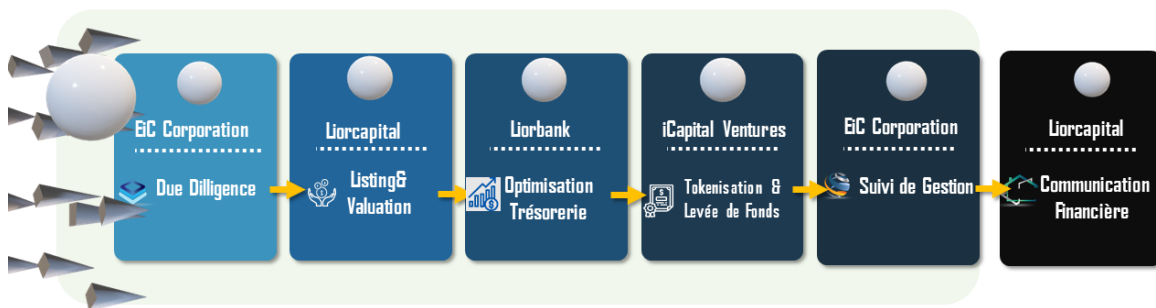 EiC Corporation
Due Dilligence
Liorcapital
Listing&
Valuation
Liorbank
Optimisation
Trésorerie
iCapital Ventures
Tokenisation &
Levée de Fonds
EiC Corporation
Suivi de Gestion
Liorcapital
Communication
Financière